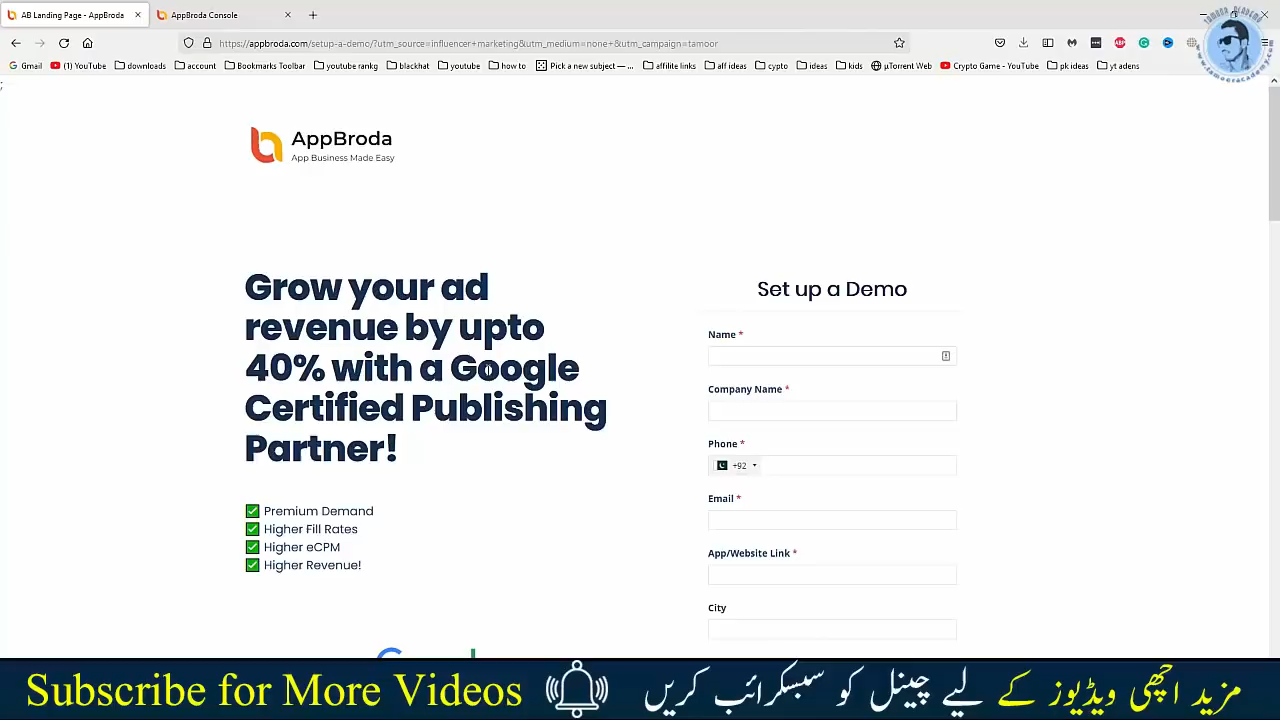 AB Landing Page - AppBroda
AppBroda Console
https://appbroda.com/setup-a-demo/?utm_
marketing&utm_medium=none+&utm_campaign=tamoor
Gmail (1) YouTube downloads account Bookmarks Toolbar youtube rankg blackhat youtube how to Pick a new subject — ... affilite links aff ideas cypto ideas kids µTorrent Web Crypto Game - YouTube pk ideas yt adens
;
AppBroda
App Business Made Easy
Grow your ad
revenue by upto
40% with a Google
Certified Publishing
Partner!
✅ Premium Demand
✅ Higher Fill Rates
✅ Higher eCPM
✅ Higher Revenue!
Set up a Demo
Name *
Company Name *
Phone *
+92
Email *
App/Website Link *
City
Subscribe for More Videos
مزید اچھی ویڈیوز کے لیے چینل کو سبسکرائب کریں